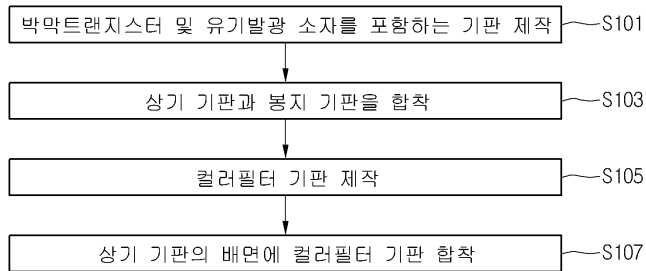 박막트랜지스터 및 유기발광 소자를 포함하는 기판 제작 S101
상기 기판과 봉지 기판을 합착 S103
컬러필터 기판 제작 S105
상기 기판의 배면에 컬러필터 기판 합착 S107